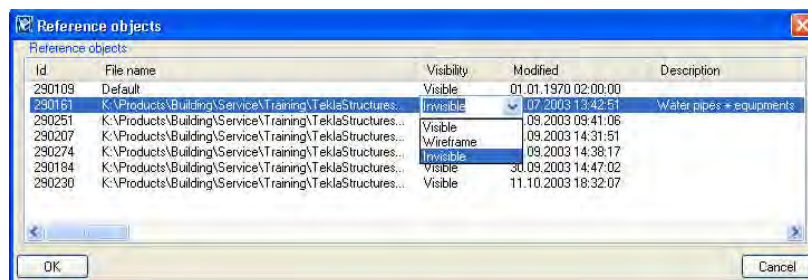 Reference objects
Reference objects
Id File name Visibility Modified Description
290109 Default Visible 01.01.1970 02:00:00
290161 K:\Products\Building\Service\Training\TeklaStructures... Invisible .07.2003 13:42:51 Water pipes + equipments
290251 K:\Products\Building\Service\Training\TeklaStructures... Visible .09.2003 09:41:06
290207 K:\Products\Building\Service\Training\TeklaStructures... Wireframe .09.2003 14:31:51
290274 K:\Products\Building\Service\Training\TeklaStructures... Invisible .09.2003 14:38:17
290184 K:\Products\Building\Service\Training\TeklaStructures... Visible 30.09.2003 14:47:02
290230 K:\Products\Building\Service\Training\TeklaStructures... Visible 11.10.2003 18:32:07
OK Cancel